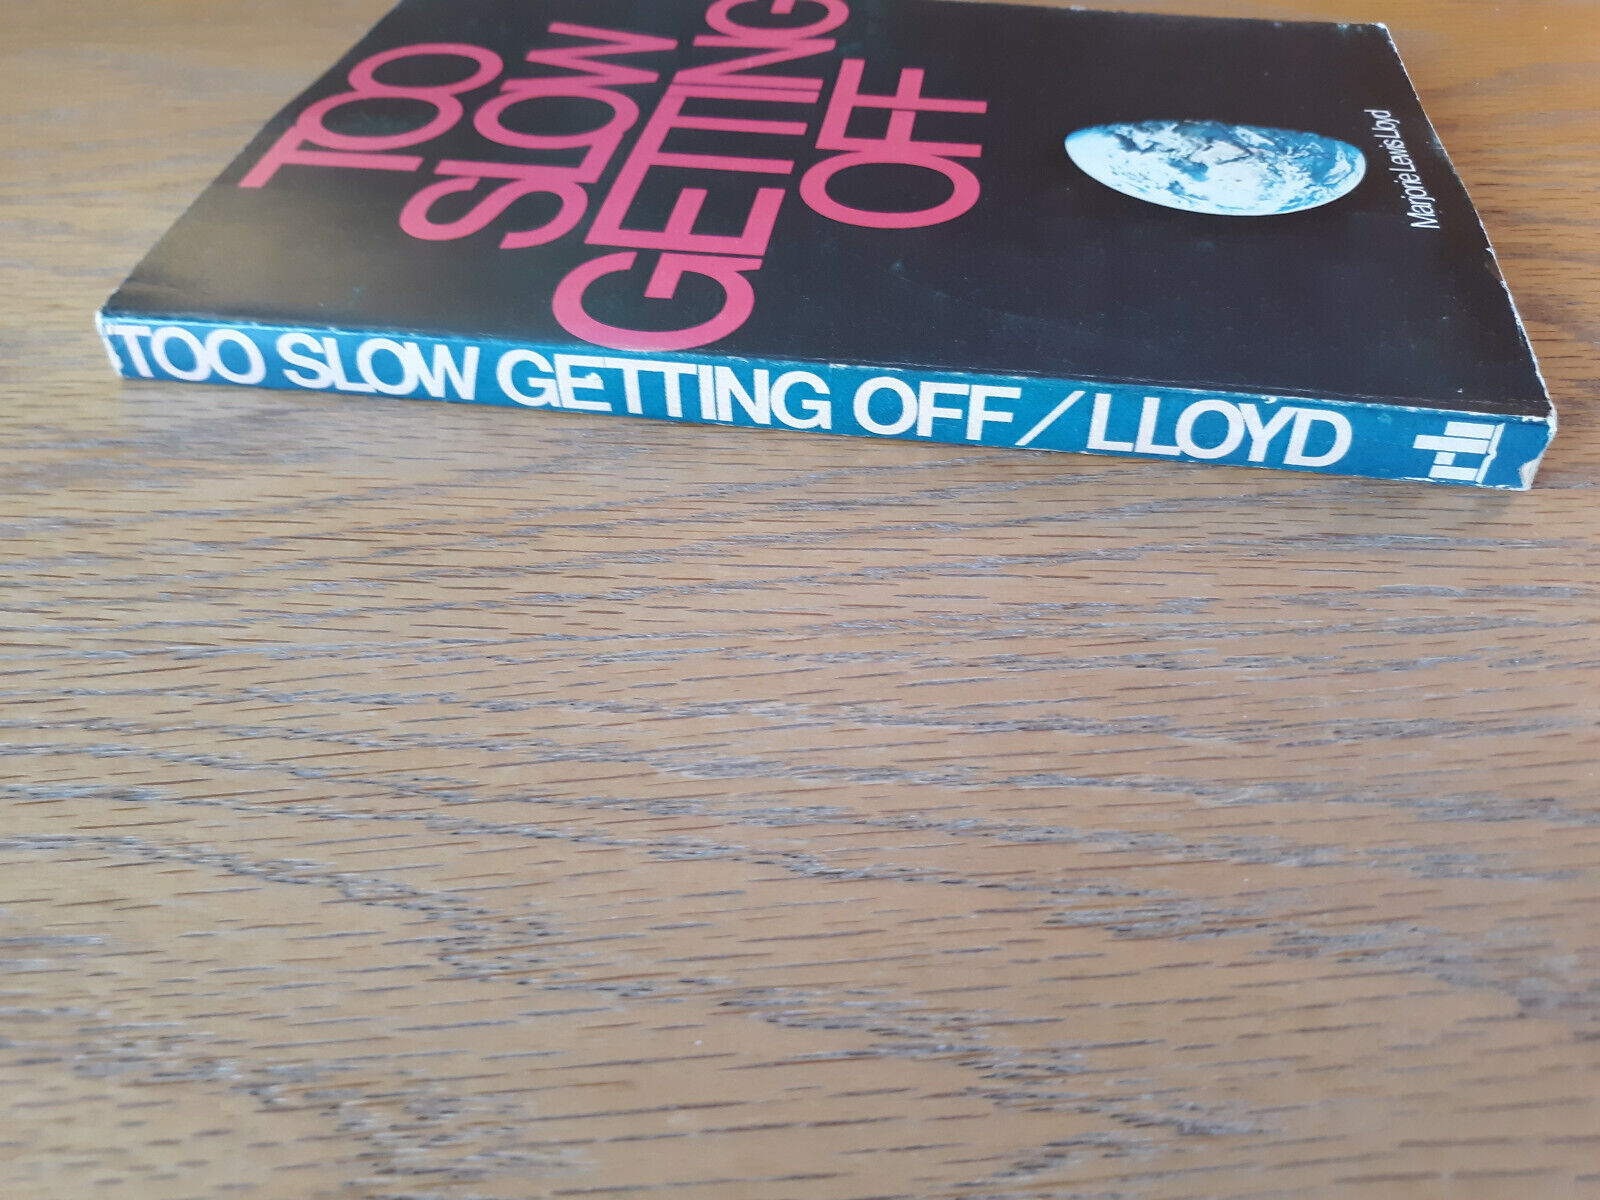 TOO
SLOW
GETTING
OFF
Marjorie Lewis Lloyd
TOO SLOW GETTING OFF/LLOYD